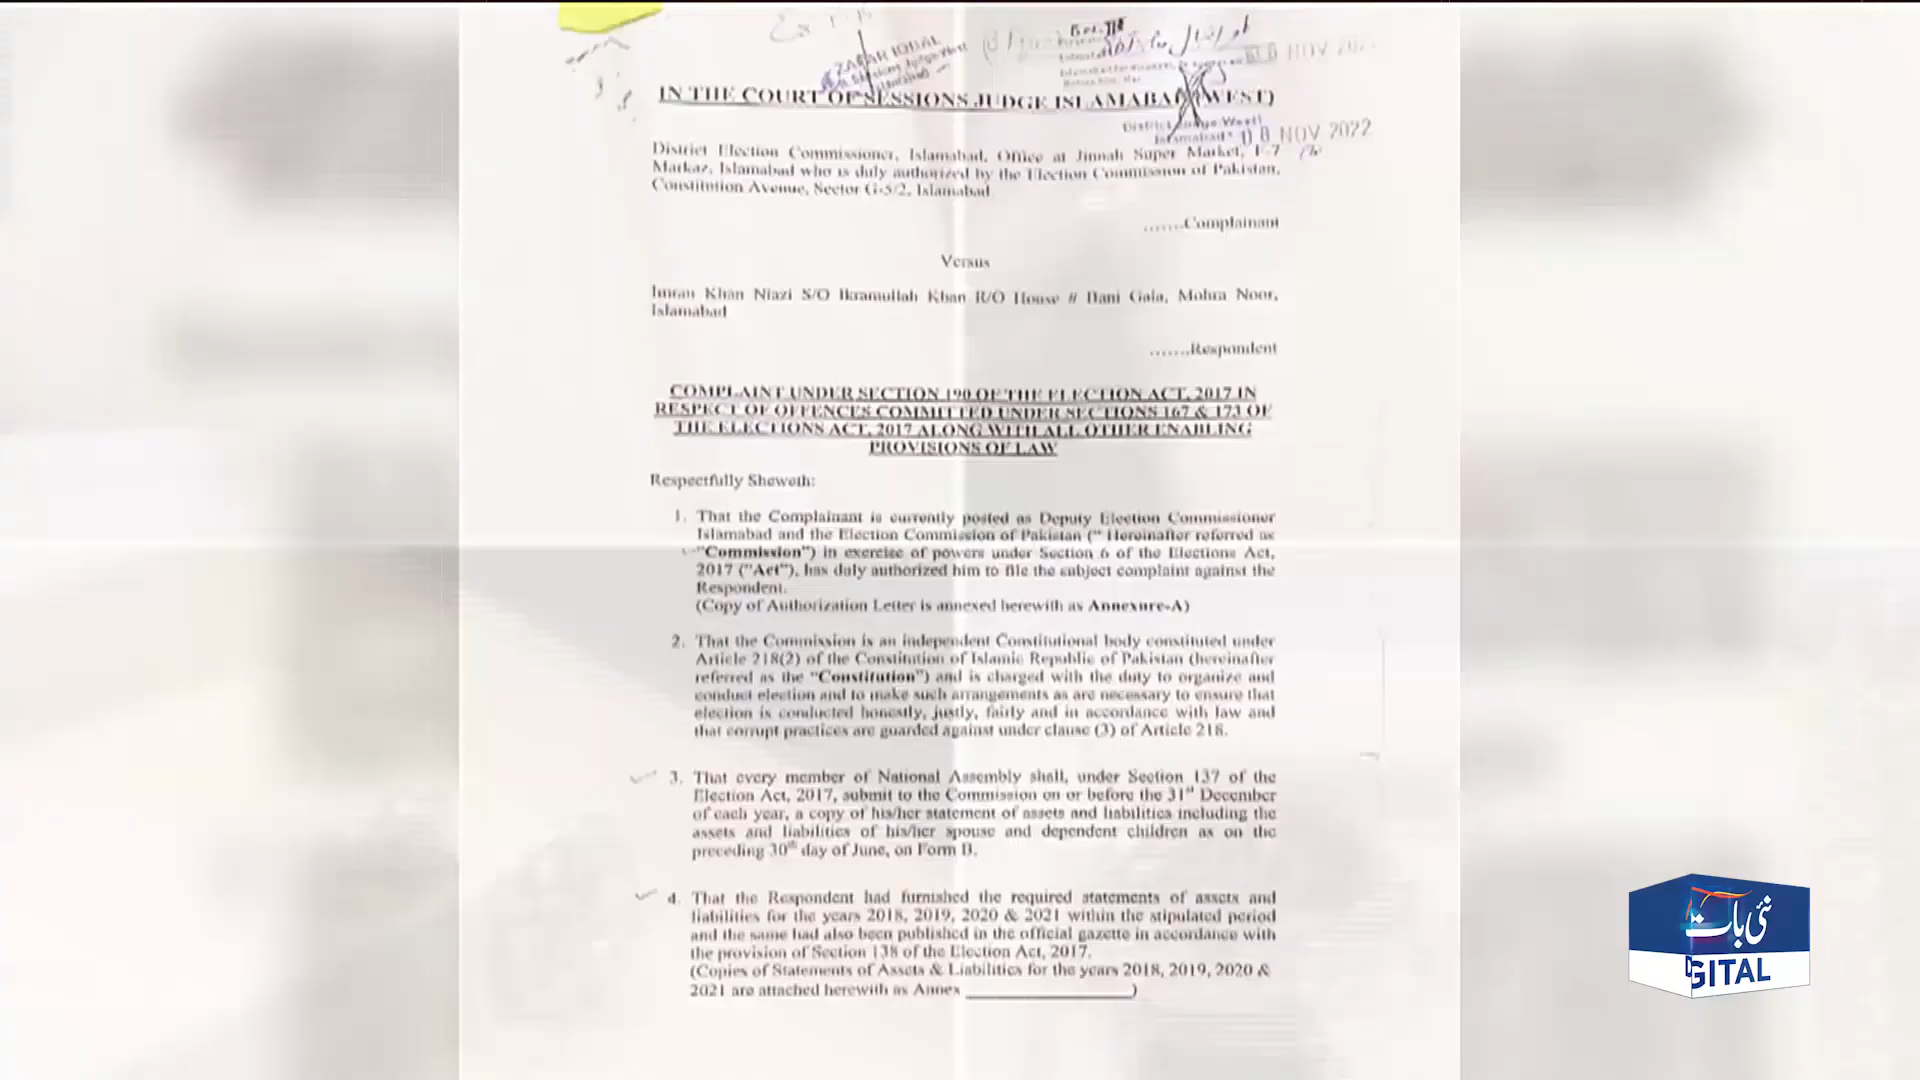 ZAFAR IQBAL
08 NOV 2022
IN THE COURT OF SESSIONS JUDGE ISLAMABAD (WEST)
District Election Commissioner, Islamabad, Office at Jinnah Super Market, F-7
Markaz, Islamabad who is duly authorized by the Election Commission of Pakistan,
Constitution Avenue, Sector G-5/2, Islamabad
.......Complainant
Versus
Imran Khan Niazi S/O Ikramullah Khan R/O House # Bani Gala, Mohra Noor,
Islamabad
.......Respondent
COMPLAINT UNDER SECTION 190 OF THE ELECTION ACT, 2017 IN
RESPECT OF OFFENCES COMMITTED UNDER SECTIONS 167 & 173 OF
THE ELECTIONS ACT, 2017 ALONG WITH ALL OTHER ENABLING
PROVISIONS OF LAW
Respectfully Sheweth:
1. That the Complainant is currently posted as Deputy Election Commissioner
Islamabad and the Election Commission of Pakistan (" Hereinafter referred as
"Commission") in exercise of powers under Section 6 of the Elections Act,
2017 ("Act"), has duly authorized him to file the subject complaint against the
Respondent.
(Copy of Authorization Letter is annexed herewith as Annexure-A)
2. That the Commission is an independent Constitutional body constituted under
Article 218(2) of the Constitution of Islamic Republic of Pakistan (hereinafter
referred as the "Constitution") and is charged with the duty to organize and
conduct election and to make such arrangements as are necessary to ensure that
election is conducted honestly, justly, fairly and in accordance with law and
that corrupt practices are guarded against under clause (3) of Article 218.
3. That every member of National Assembly shall, under Section 137 of the
Election Act, 2017, submit to the Commission on or before the 31st December
of each year, a copy of his/her statement of assets and liabilities including the
assets and liabilities of his/her spouse and dependent children as on the
preceding 30th day of June, on Form B.
4. That the Respondent had furnished the required statements of assets and
liabilities for the years 2018, 2019, 2020 & 2021 within the stipulated period
and the same had also been published in the official gazette in accordance with
the provision of Section 138 of the Election Act, 2017.
(Copies of Statements of Assets & Liabilities for the years 2018, 2019, 2020 &
2021 are attached herewith as Annex ____________________)
نئی بات
GITAL